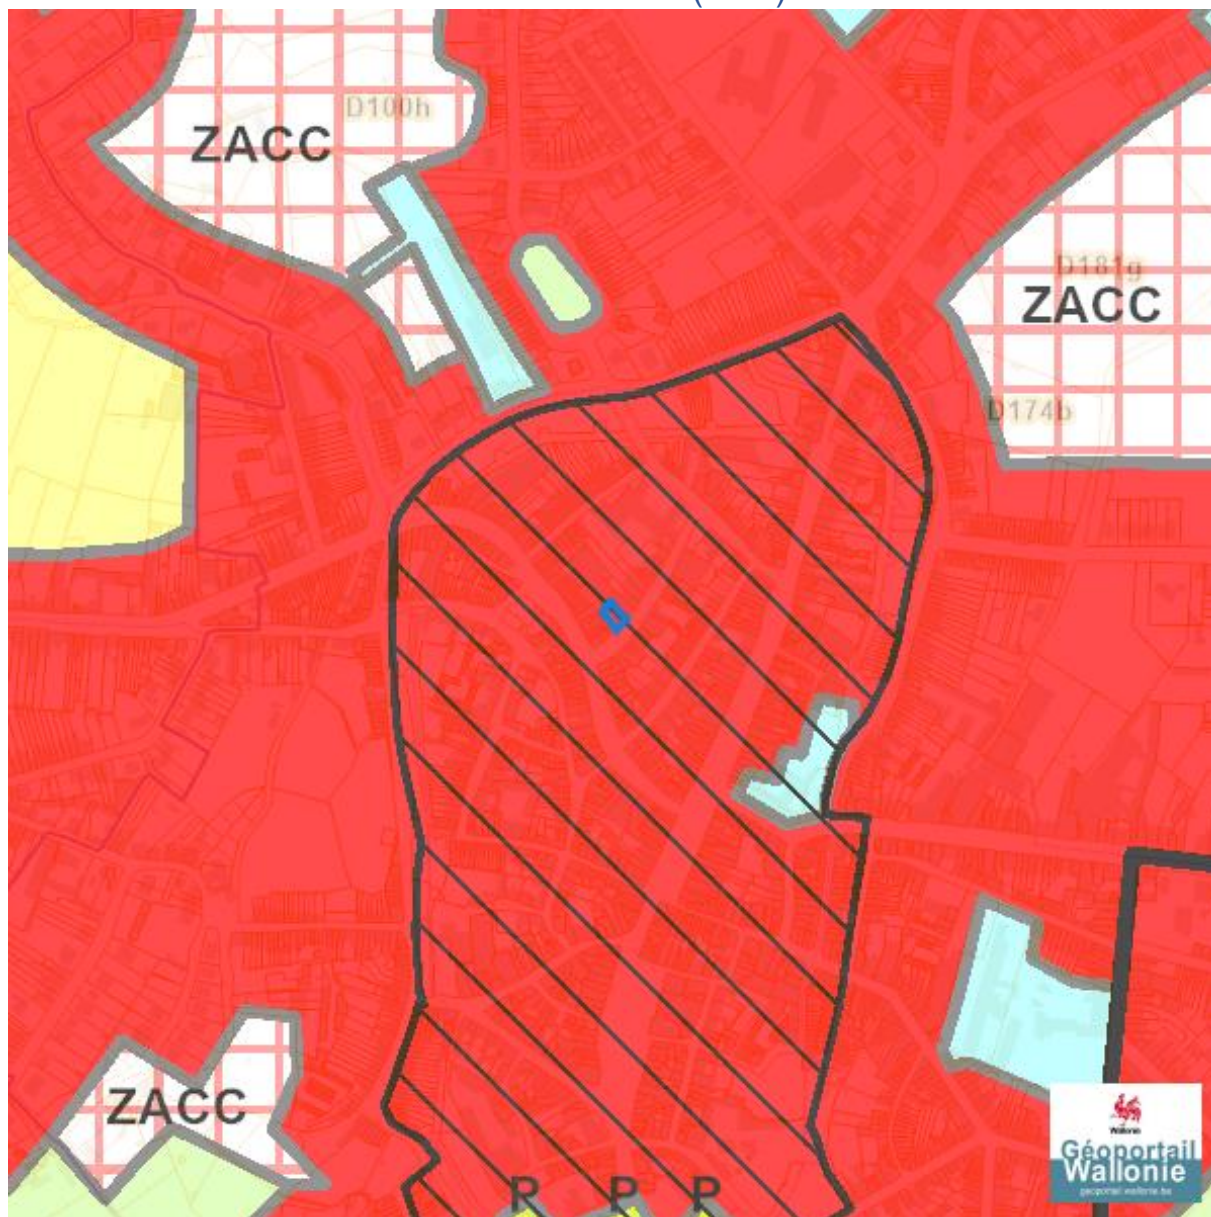 D100h
ZACC
D181g
ZACC
D174b
ZACC
P P P
Wallonie
Géoportail
Wallonie
geoportail.wallonie.be